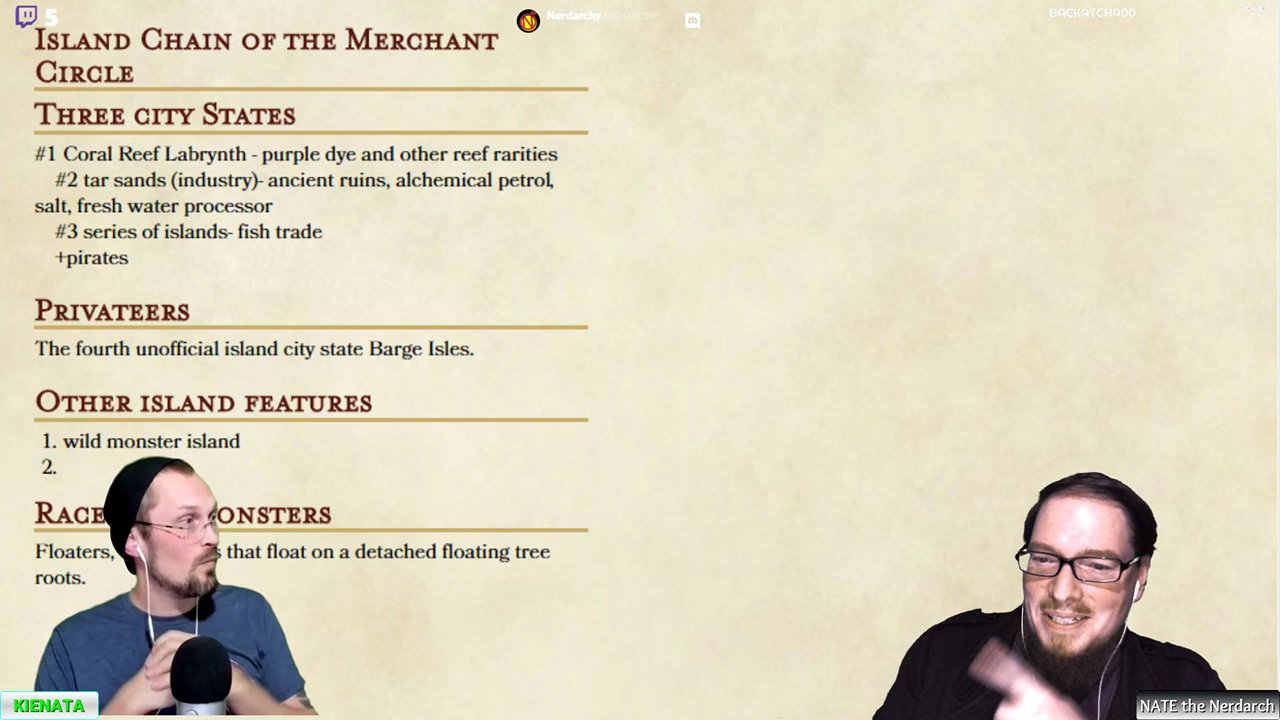 5
Nerdarchy
BACKATCHA00
Island Chain of the Merchant
Circle
Three city States
#1 Coral Reef Labrynth - purple dye and other reef rarities
#2 tar sands (industry)- ancient ruins, alchemical petrol,
salt, fresh water processor
#3 series of islands- fish trade
+pirates
Privateers
The fourth unofficial island city state Barge Isles.
Other island features
1. wild monster island
2.
Race onsters
Floaters, s that float on a detached floating tree
roots.
KIENATA
NATE the Nerdarch